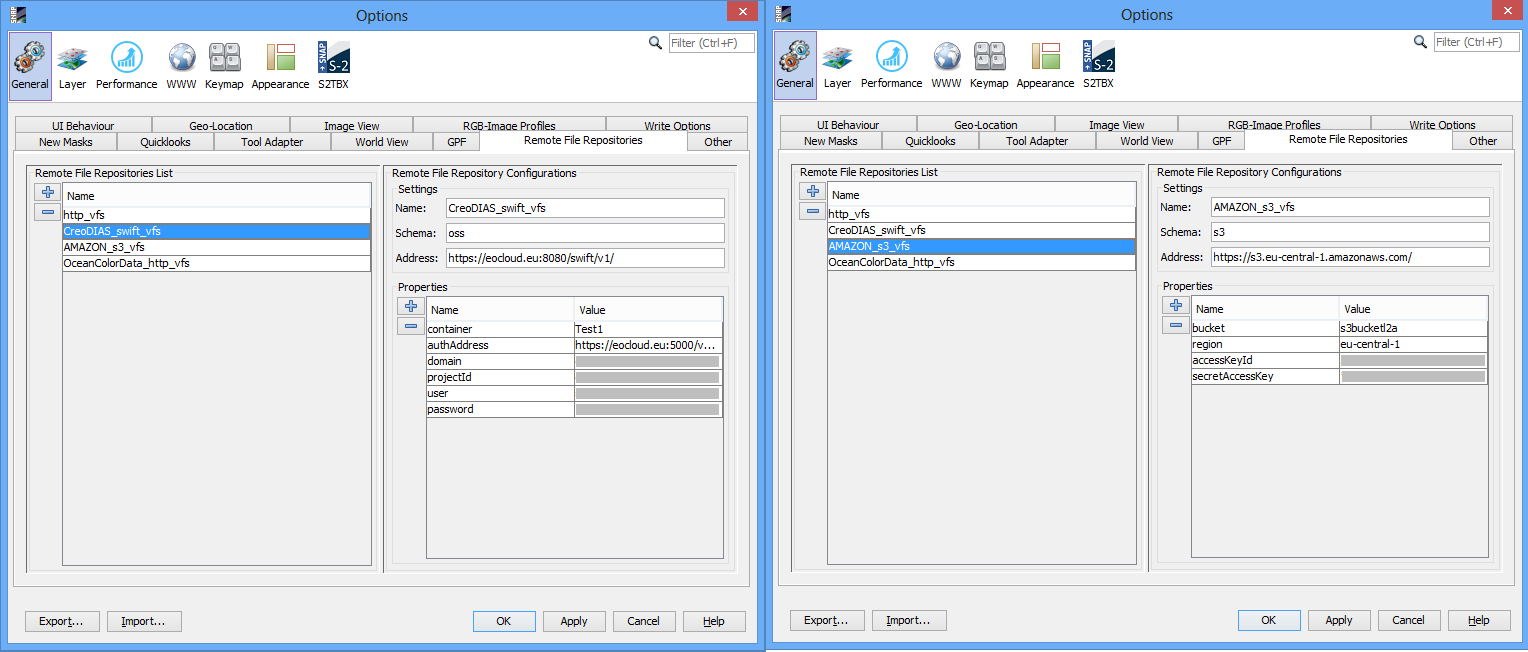 Options
Filter (Ctrl+F)
General Layer Performance WWW Keymap Appearance S2TBX
SNAP S-2
UI Behaviour Geo-Location Image View RGB-Image Profiles Write Options
New Masks Quicklooks Tool Adapter World View GPF Remote File Repositories Other
Remote File Repositories List
Name
http_vfs
CreoDIAS_swift_vfs
AMAZON_s3_vfs
OceanColorData_http_vfs
Remote File Repository Configurations
Settings
Name: CreoDIAS_swift_vfs
Schema: oss
Address: https://eocloud.eu:8080/swift/v1/
Properties
Name Value
container Test1
authAddress https://eocloud.eu:5000/v...
domain
projectId
user
password
Export... Import... OK Apply Cancel Help
Options
Filter (Ctrl+F)
General Layer Performance WWW Keymap Appearance S2TBX
SNAP S-2
UI Behaviour Geo-Location Image View RGB-Image Profiles Write Options
New Masks Quicklooks Tool Adapter World View GPF Remote File Repositories Other
Remote File Repositories List
Name
http_vfs
CreoDIAS_swift_vfs
AMAZON_s3_vfs
OceanColorData_http_vfs
Remote File Repository Configurations
Settings
Name: AMAZON_s3_vfs
Schema: s3
Address: https://s3.eu-central-1.amazonaws.com/
Properties
Name Value
bucket s3bucketl2a
region eu-central-1
accessKeyId
secretAccessKey
Export... Import... OK Apply Cancel Help